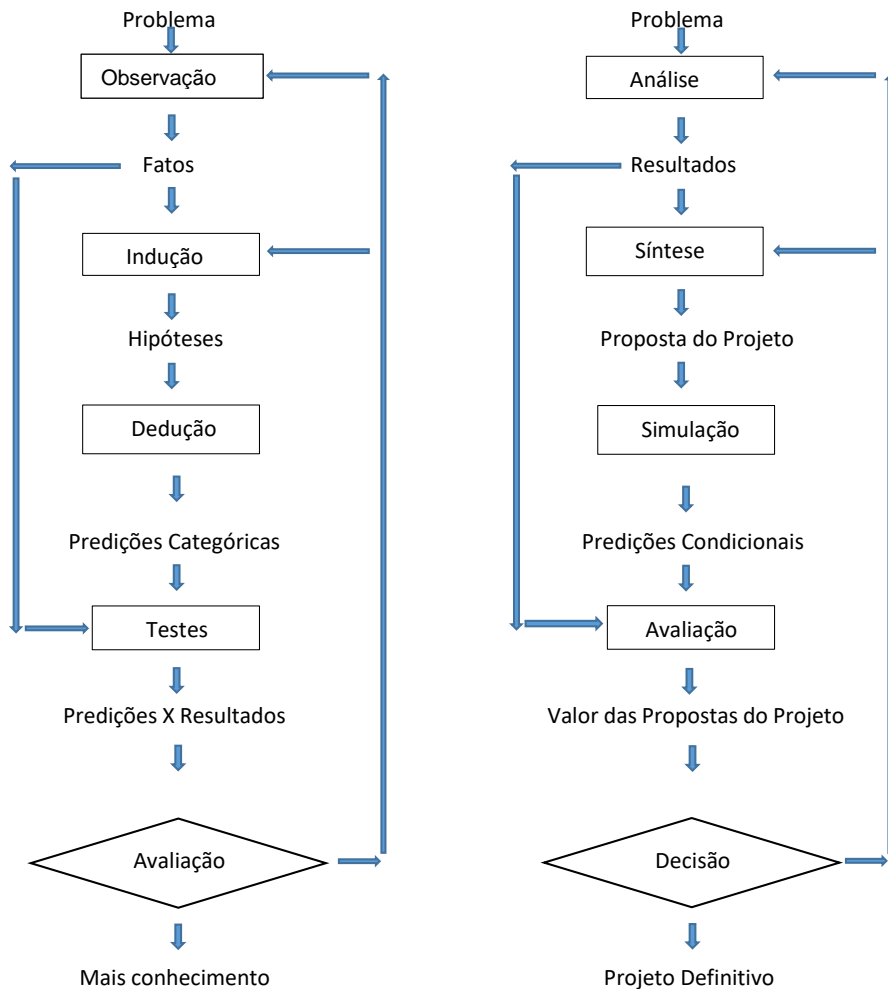 Problema
Observação
Fatos
Indução
Hipóteses
Dedução
Predições Categóricas
Testes
Predições X Resultados
Avaliação
Mais conhecimento
Problema
Análise
Resultados
Síntese
Proposta do Projeto
Simulação
Predições Condicionais
Avaliação
Valor das Propostas do Projeto
Decisão
Projeto Definitivo